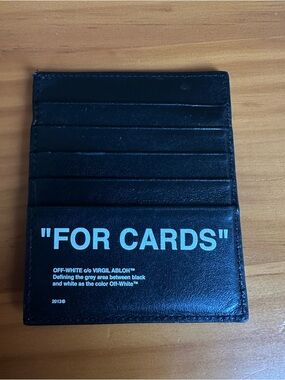 "FOR CARDS"
OFF-WHITE c/o VIRGIL ABLOH™
Defining the grey area between black
and white as the color Off-White™
2013®